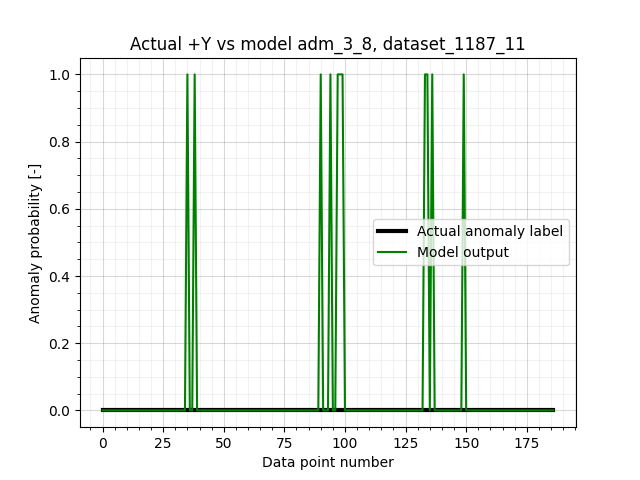 Actual +Y vs model adm_3_8, dataset_1187_11
Anomaly probability [-]
1.0
0.8
0.6
0.4
0.2
0.0
Actual anomaly label
Model output
0 25 50 75 100 125 150 175
Data point number